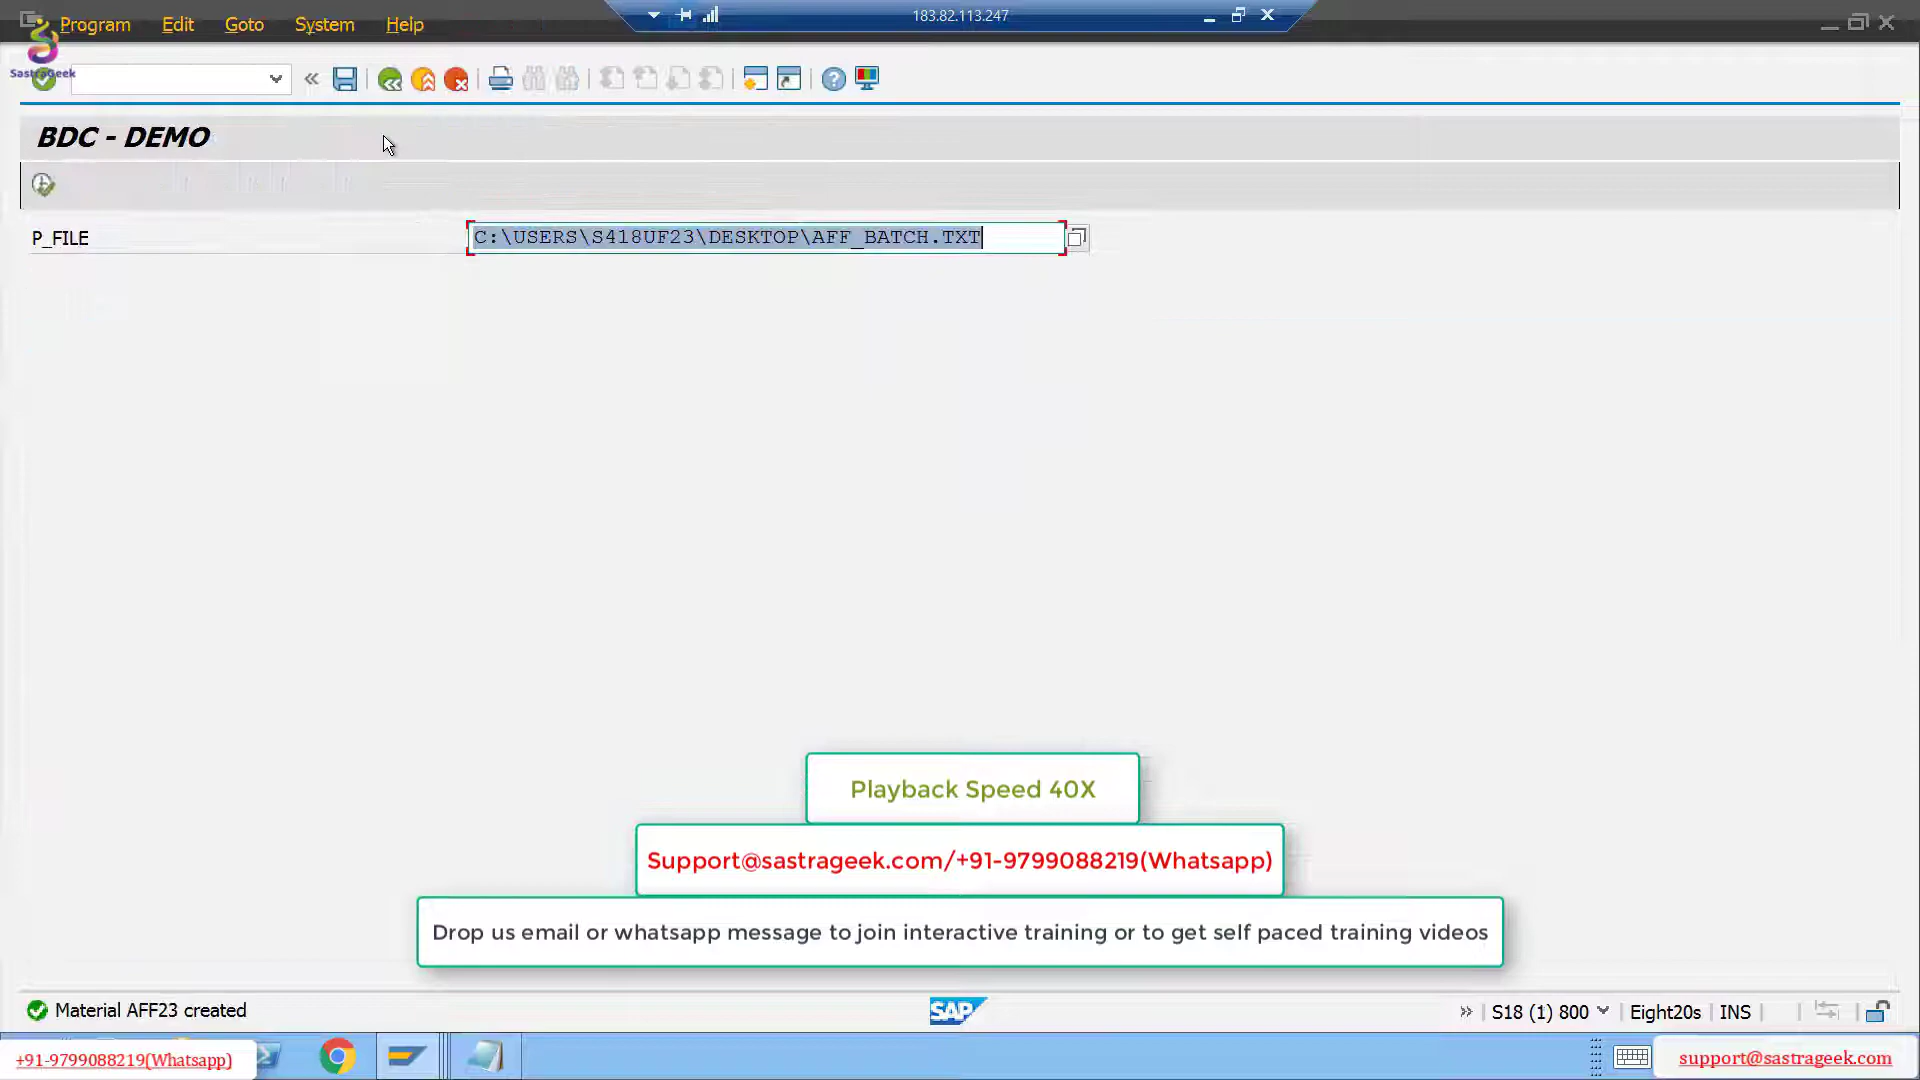 183.82.113.247
Program Edit Goto System Help
SastraGeek
BDC - DEMO
P_FILE C:\USERS\S418UF23\DESKTOP\AFF_BATCH.TXT
Playback Speed 40X
Support@sastrageek.com/+91-9799088219(Whatsapp)
Drop us email or whatsapp message to join interactive training or to get self paced training videos
Material AFF23 created
SAP
S18 (1) 800 Eight20s INS
+91-9799088219(Whatsapp)
support@sastrageek.com